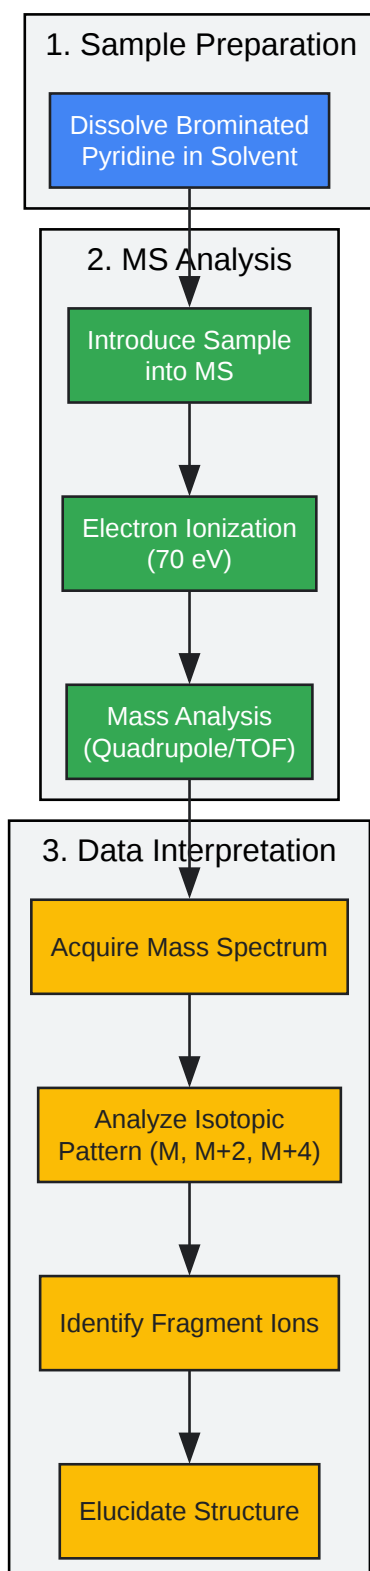 1. Sample Preparation
Dissolve Brominated
Pyridine in Solvent
2. MS Analysis
Introduce Sample
into MS
Electron Ionization
(70 eV)
Mass Analysis
(Quadrupole/TOF)
3. Data Interpretation
Acquire Mass Spectrum
Analyze Isotopic
Pattern (M, M+2, M+4)
Identify Fragment Ions
Elucidate Structure